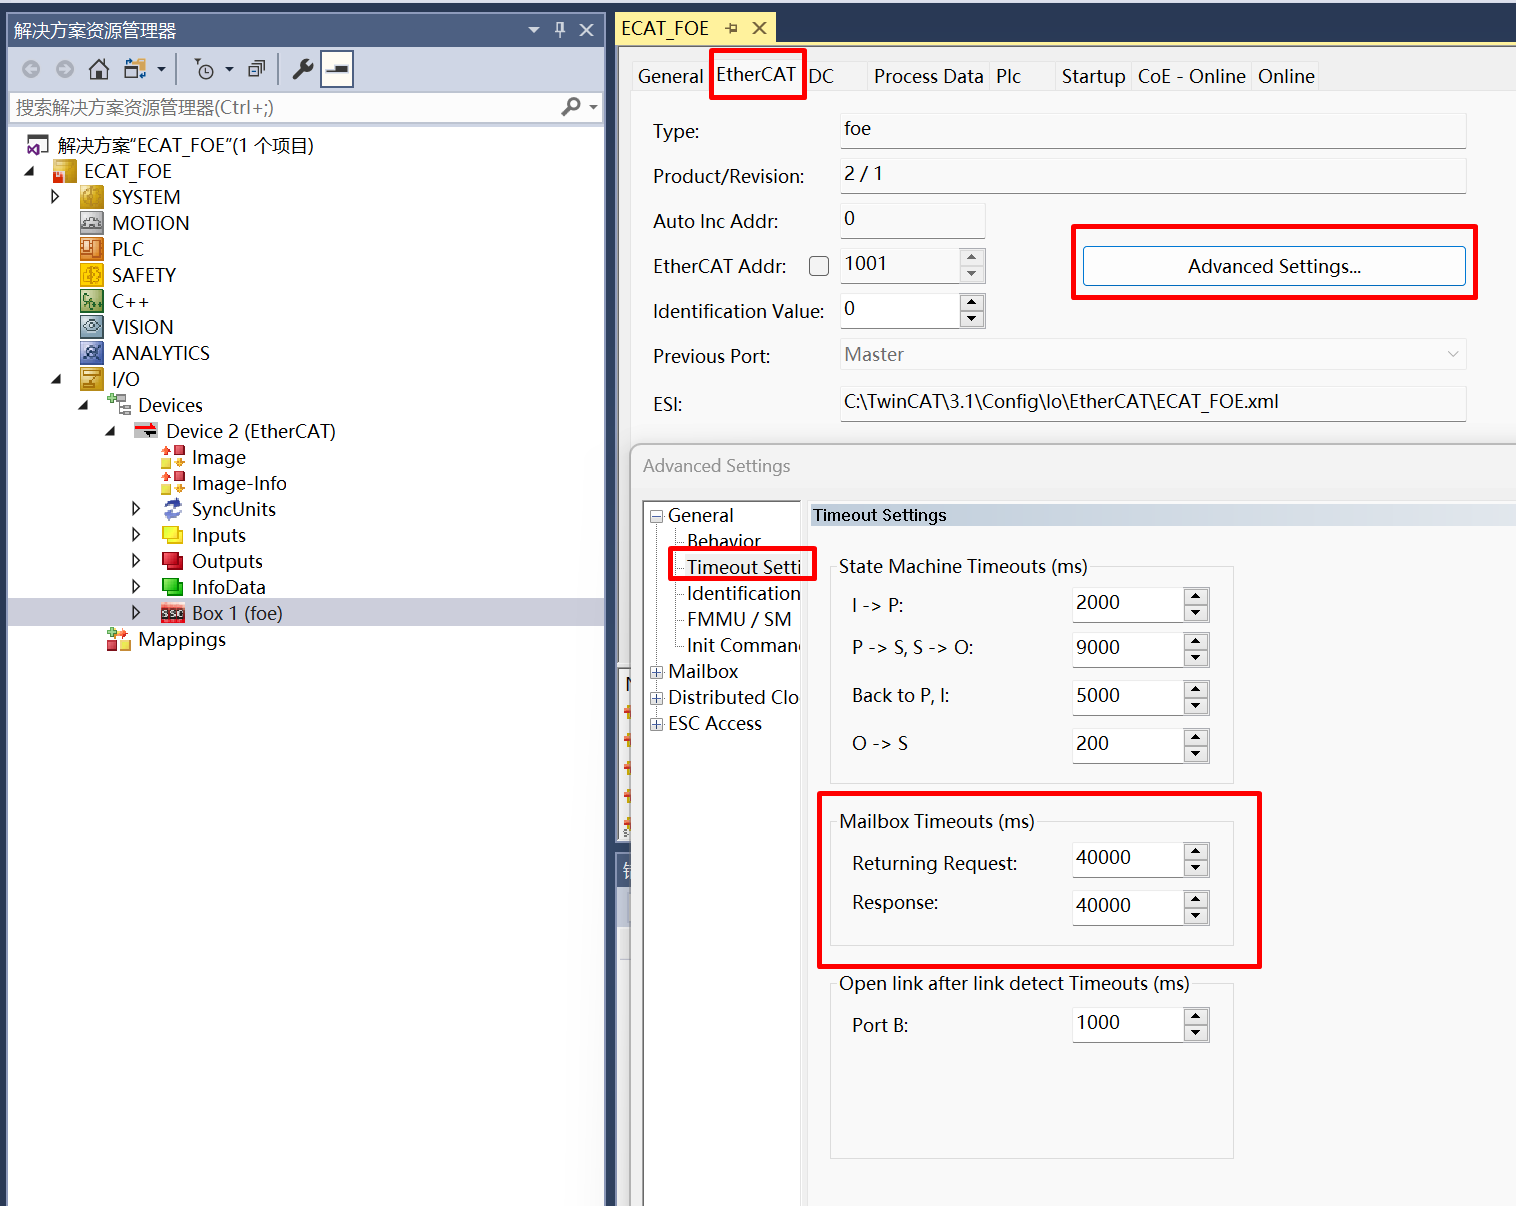 解决方案资源管理器
搜索解决方案资源管理器(Ctrl+;)
解决方案"ECAT_FOE"(1 个项目)
ECAT_FOE
SYSTEM
MOTION
PLC
SAFETY
C++
VISION
ANALYTICS
I/O
Devices
Device 2 (EtherCAT)
Image
Image-Info
SyncUnits
Inputs
Outputs
InfoData
Box 1 (foe)
Mappings
ECAT_FOE
General EtherCAT DC Process Data Plc Startup CoE - Online Online
Type: foe
Product/Revision: 2 / 1
Auto Inc Addr: 0
EtherCAT Addr: 1001
Advanced Settings...
Identification Value: 0
Previous Port: Master
ESI: C:\TwinCAT\3.1\Config\Io\EtherCAT\ECAT_FOE.xml
Advanced Settings
General
Behavior
Timeout Setti
Identification
FMMU / SM
Init Comman
Mailbox
Distributed Clo
ESC Access
Timeout Settings
State Machine Timeouts (ms)
I -> P: 2000
P -> S, S -> O: 9000
Back to P, I: 5000
O -> S 200
Mailbox Timeouts (ms)
Returning Request: 40000
Response: 40000
Open link after link detect Timeouts (ms)
Port B: 1000